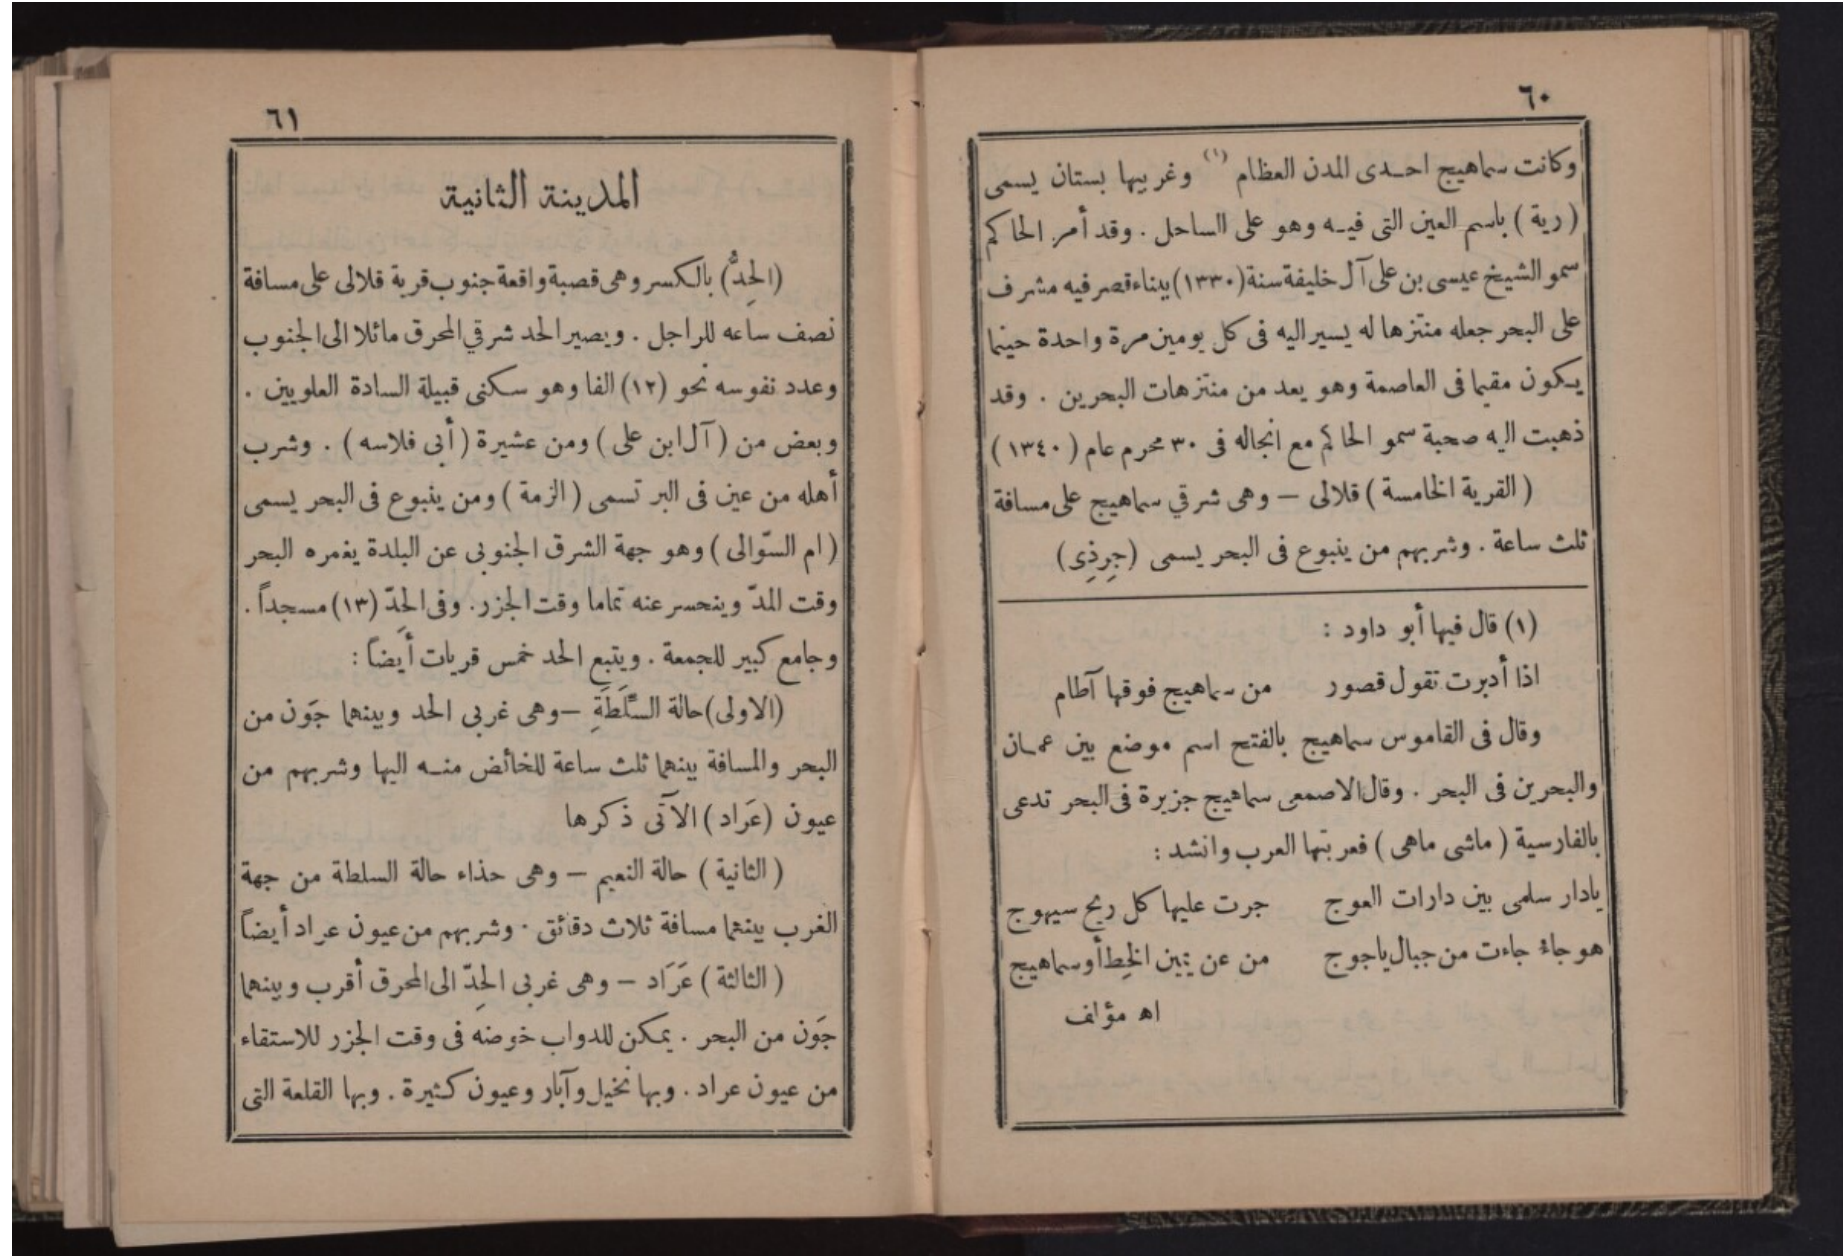 ٦٠
وكانت سماهيج احدى المدن العظام (١) وغربيها بستان يسمى
( رية ) باسم العين التى فيه وهو على الساحل . وقد أمر الحاكم
سمو الشيخ عيسى بن على آل خليفة سنة (١٣٣٠) ببناء قصر فيه مشرف
على البحر جعله منتزها له يسير اليه فى كل يومين مرة واحدة حينما
يكون مقيما فى العاصمة وهو يعد من منتزهات البحرين . وقد
ذهبت اليه صحبة سمو الحاكم مع انجاله فى ٣٠ محرم عام ( ١٣٤٠ )
( القرية الخامسة ) قلالى — وهى شرقي سماهيج على مسافة
ثلث ساعة . وشربهم من ينبوع فى البحر يسمى ( جِرذِى )
(١) قال فيها أبو داود :
اذا أدبرت تقول قصور من سماهيج فوقها آطام
وقال فى القاموس سماهيج بالفتح اسم موضع بين عمان
والبحرين فى البحر . وقال الاصمعى سماهيج جزيرة فى البحر تدعى
بالفارسية ( ماشى ماهى ) فعربتها العرب وانشد :
يادار سلمى بين دارات العوج جرت عليها كل ريح سيهوج
هوجاء جاءت من جبال ياجوج من عن يمين الخِط أو سماهيج
اه مؤلف
٦١
المدينة الثانية
(الحِدُّ) بالكسر وهى قصبة واقعة جنوب قرية قلالى على مسافة
نصف ساعه للراجل . ويصير الحد شرقي المحرق مائلا الى الجنوب
وعدد نفوسه نحو (١٢) الفا وهو سكنى قبيلة السادة العلويين .
وبعض من ( آل ابن على ) ومن عشيرة ( أبى فلاسه ) . وشرب
أهله من عين فى البر تسمى ( الزمة ) ومن ينبوع فى البحر يسمى
( ام السّوالى ) وهو جهة الشرق الجنوبى عن البلدة يغمره البحر
وقت المدّ وينحسر عنه تماما وقت الجزر. وفى الحِدّ (١٣) مسجداً .
وجامع كبير للجمعة . ويتبع الحد خمس قريات أيضاً :
(الاولى) حالة السَّلَطَةِ — وهى غربى الحد وبينهما جَون من
البحر والمسافة بينهما ثلث ساعة للخائض منه اليها وشربهم من
عيون (عَراد) الآتى ذكرها
( الثانية ) حالة النعيم — وهى حذاء حالة السلطة من جهة
الغرب بينهما مسافة ثلاث دقائق . وشربهم من عيون عراد أيضاً
( الثالثة ) عَرَاد — وهى غربى الحِدّ الى المحرق أقرب وبينهما
جَون من البحر . يمكن للدواب خوضه فى وقت الجزر للاستقاء
من عيون عراد . وبها نخيل وآبار وعيون كثيرة . وبها القلعة التى